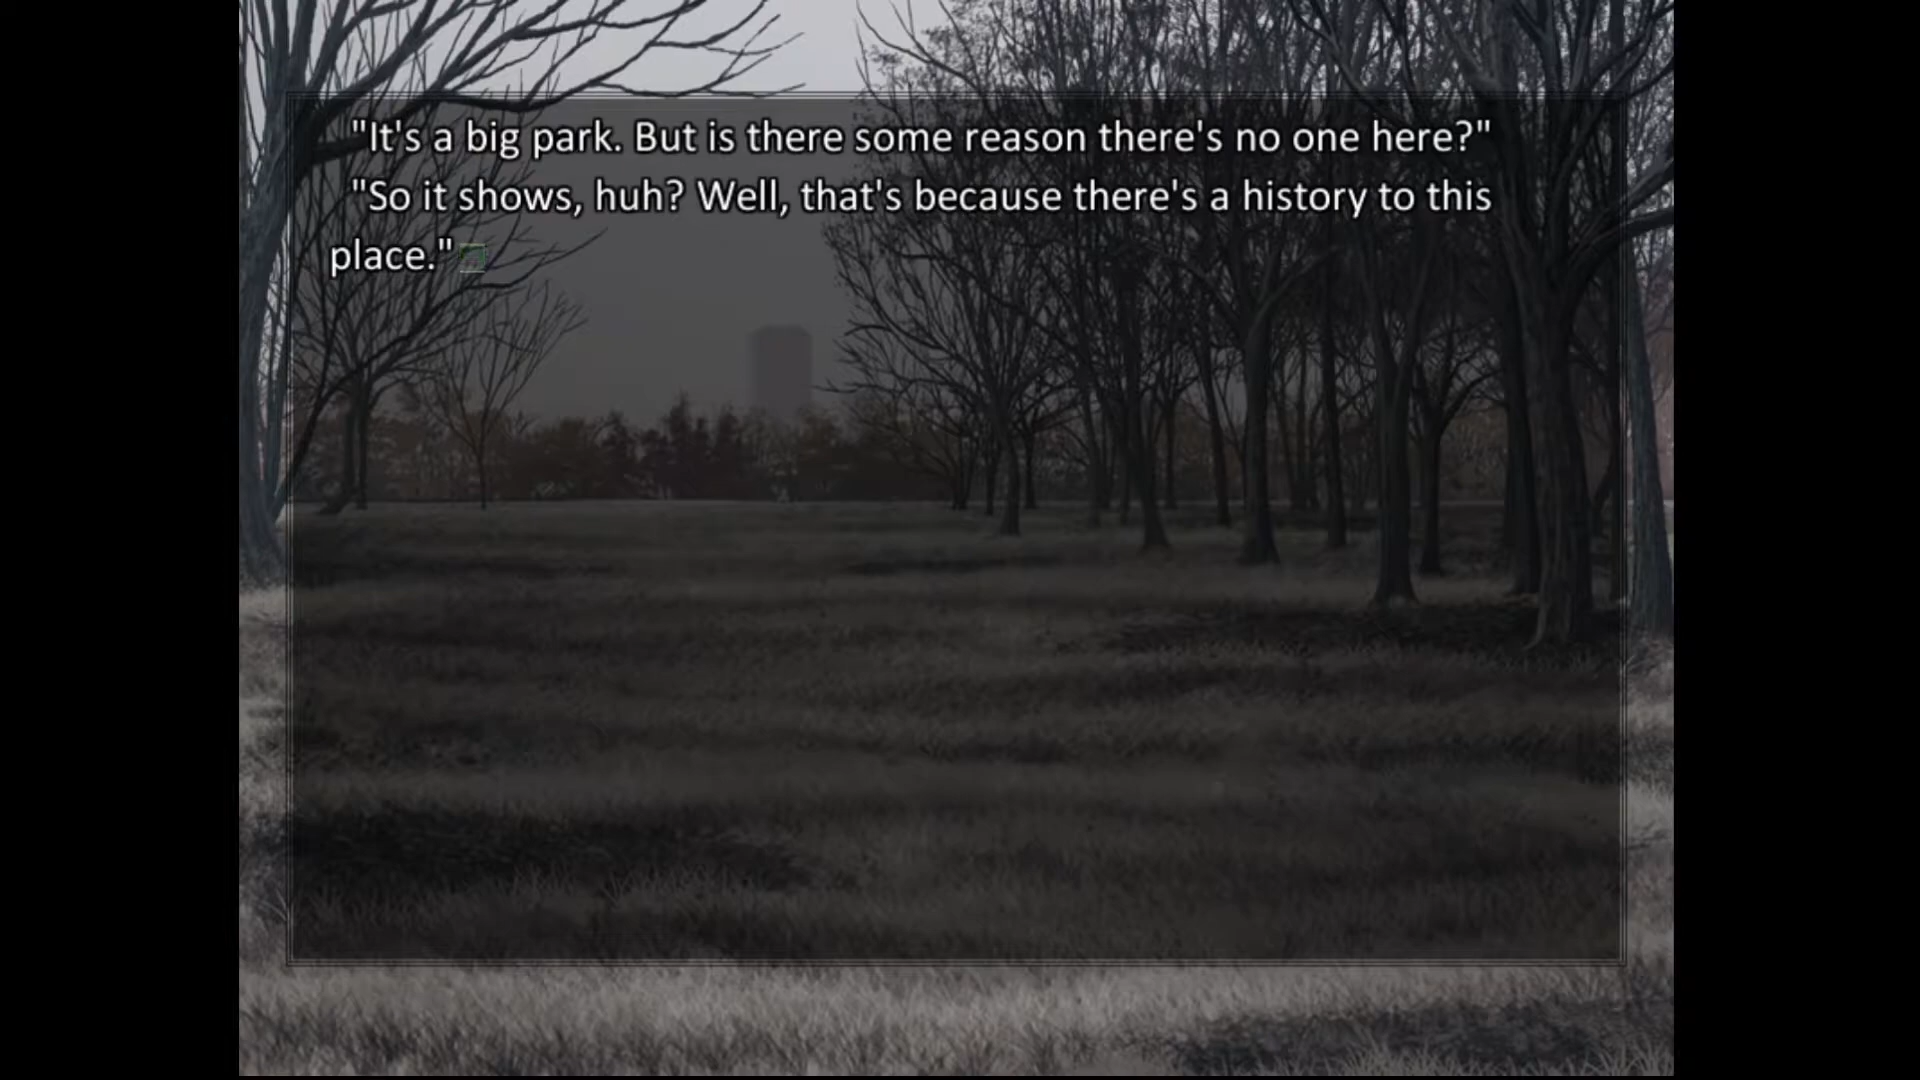 "It's a big park. But is there some reason there's no one here?"
"So it shows, huh? Well, that's because there's a history to this
place."